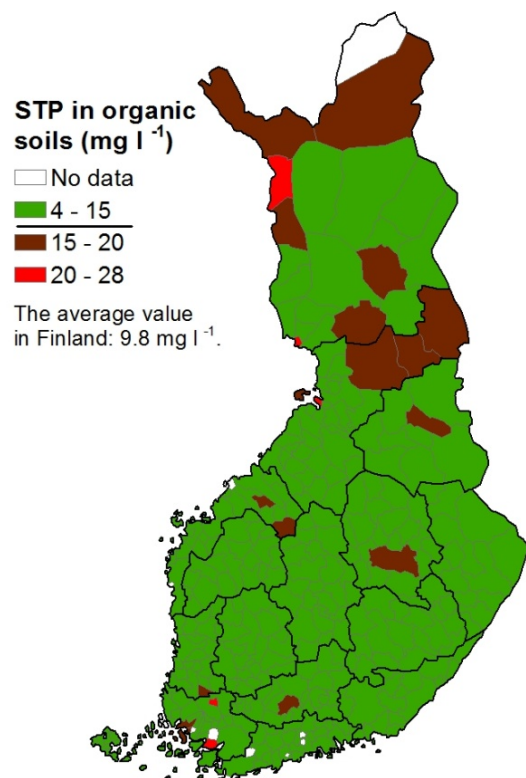 STP in organic
soils (mg l ⁻¹)
No data
4 - 15
15 - 20
20 - 28
The average value
in Finland: 9.8 mg l ⁻¹.